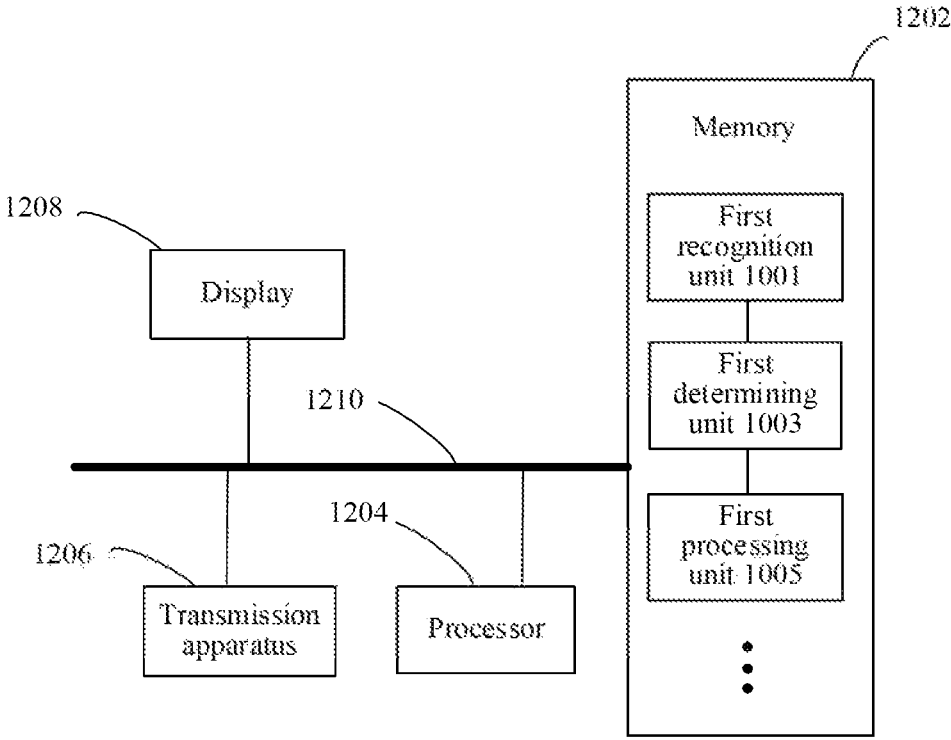 1202
Memory
First
recognition
unit 1001
1208
Display
First
determining
unit 1003
1210
First
processing
unit 1005
1204
1206
Transmission
apparatus
Processor